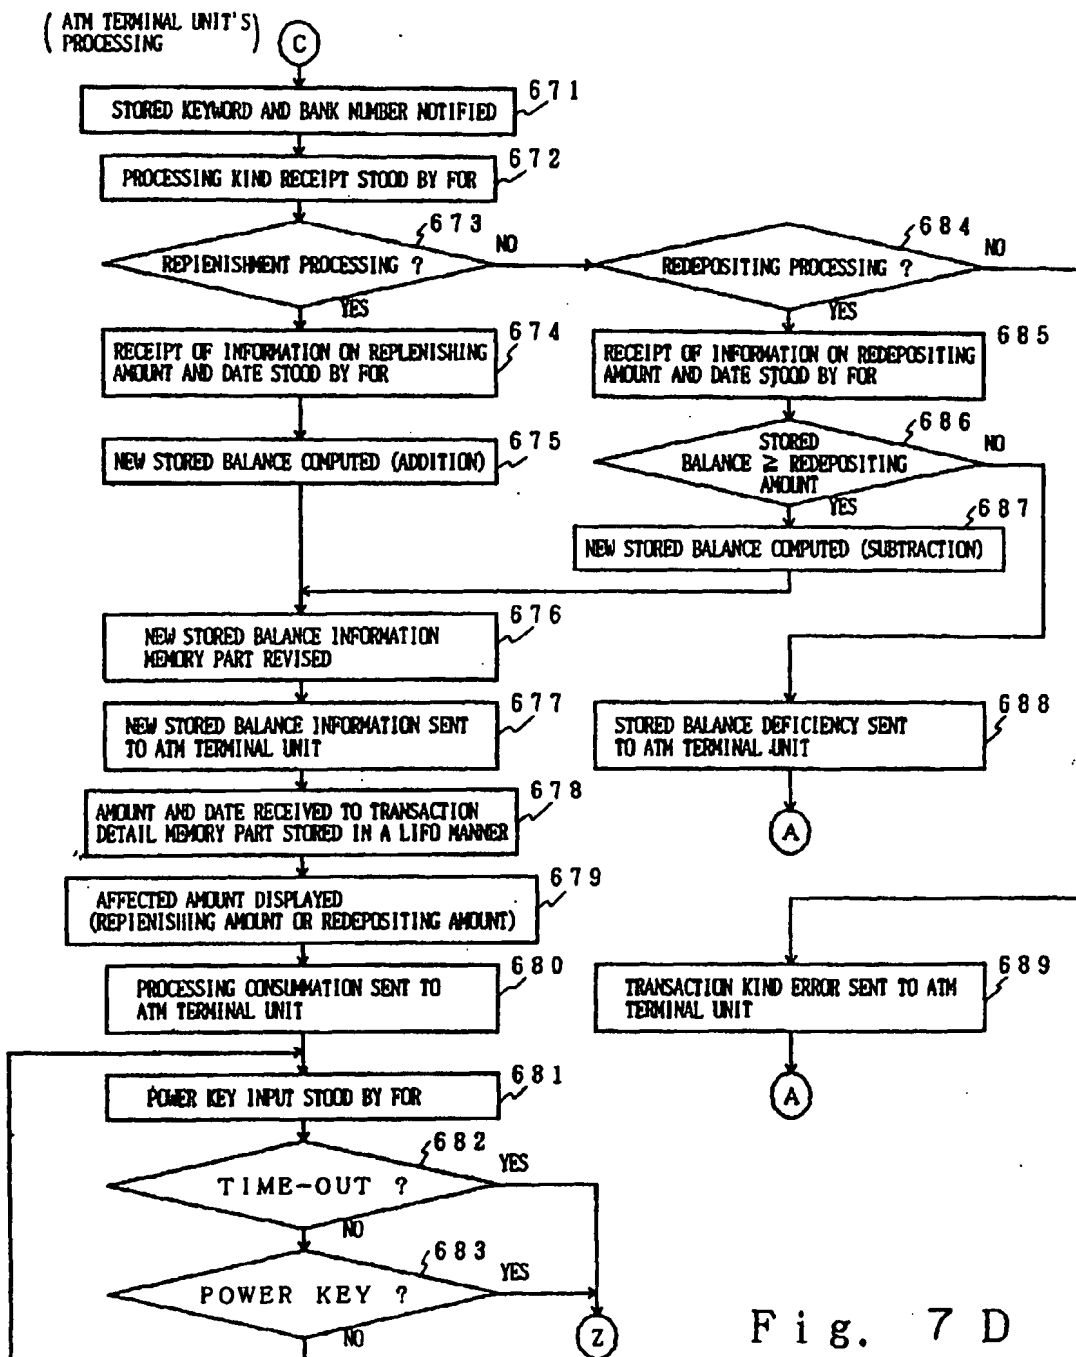 ( ATM TERMINAL UNIT'S )
PROCESSING
C
671
STORED KEYWORD AND BANK NUMBER NOTIFIED
672
PROCESSING KIND RECEIPT STOOD BY FOR
673
REPIENISHMENT PROCESSING ?
NO
YES
684
REDEPOSITING PROCESSING ?
NO
YES
674
RECEIPT OF INFORMATION ON REPLENISHING
AMOUNT AND DATE STOOD BY FOR
685
RECEIPT OF INFORMATION ON REDEPOSITING
AMOUNT AND DATE STOOD BY FOR
675
NEW STORED BALANCE COMPUTED (ADDITION)
686
STORED
BALANCE ≧ REDEPOSITING
AMOUNT
NO
YES
687
NEW STORED BALANCE COMPUTED (SUBTRACTION)
676
NEW STORED BALANCE INFORMATION
MEMORY PART REVISED
677
NEW STORED BALANCE INFORMATION SENT
TO ATM TERMINAL UNIT
688
STORED BALANCE DEFICIENCY SENT
TO ATM TERMINAL UNIT
A
678
AMOUNT AND DATE RECEIVED TO TRANSACTION
DETAIL MEMORY PART STORED IN A LIFO MANNER
679
AFFECTED AMOUNT DISPLAYED
(REPIENISHING AMOUNT OR REDEPOSITING AMOUNT)
680
PROCESSING CONSUMMATION SENT TO
ATM TERMINAL UNIT
689
TRANSACTION KIND ERROR SENT TO ATM
TERMINAL UNIT
A
681
POWER KEY INPUT STOOD BY FOR
682
TIME-OUT ?
YES
NO
683
POWER KEY ?
YES
NO
Z
Fig. 7 D